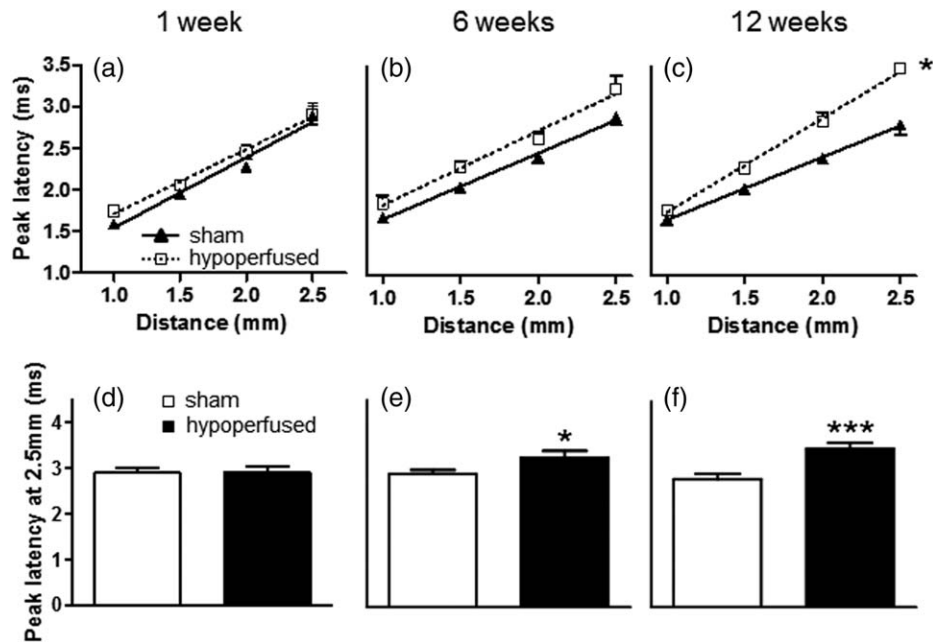 1 week 6 weeks 12 weeks
(a) (b) (c)
Peak latency (ms)
3.5
3.0
2.5
2.0
1.5
1.0
*
sham
hypoperfused
1.0 1.5 2.0 2.5 1.0 1.5 2.0 2.5 1.0 1.5 2.0 2.5
Distance (mm) Distance (mm) Distance (mm)
(d) (e) (f)
Peak latency at 2.5mm (ms)
sham
hypoperfused
4
3
2
1
0
* ***